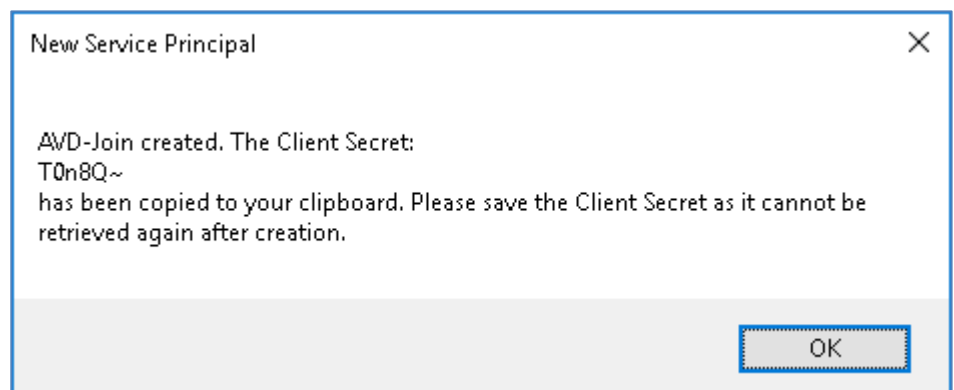 New Service Principal
AVD-Join created. The Client Secret:
T0n8Q~
has been copied to your clipboard. Please save the Client Secret as it cannot be
retrieved again after creation.
OK